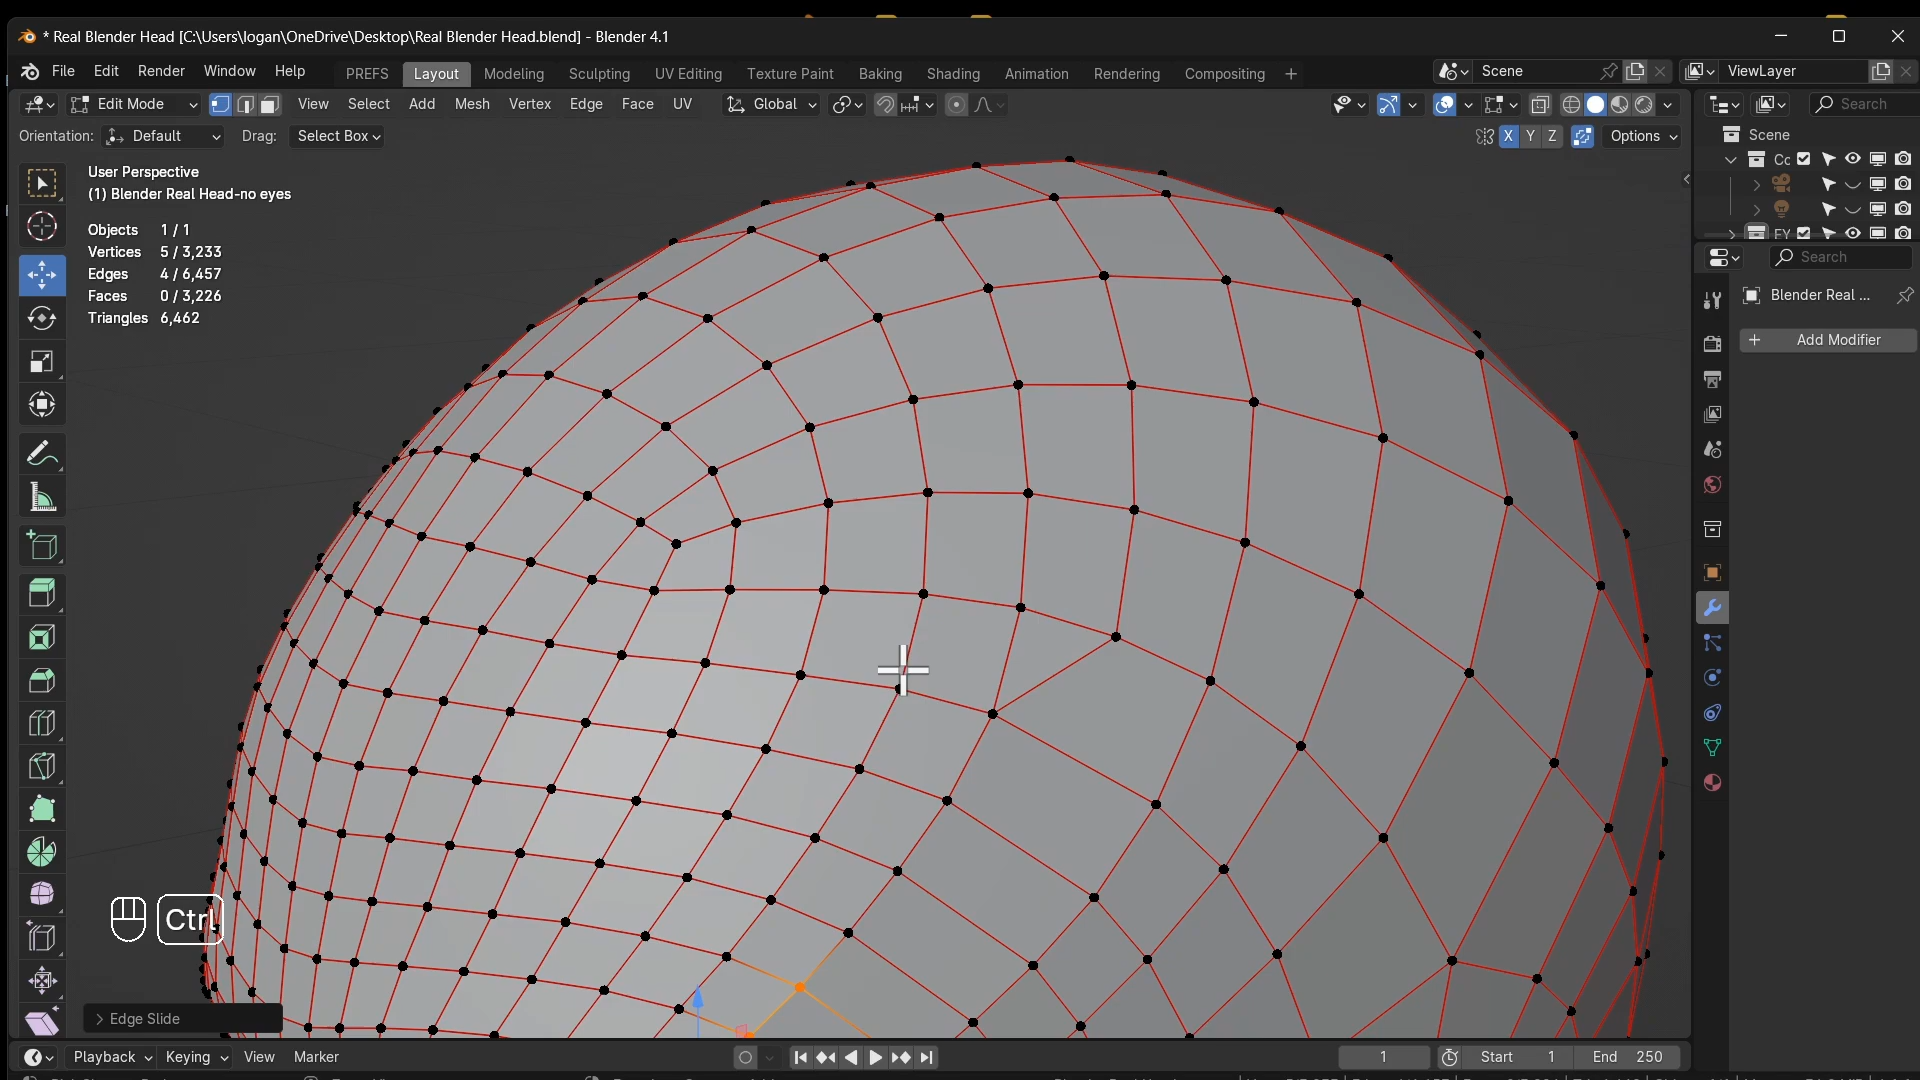 * Real Blender Head [C:\Users\logan\OneDrive\Desktop\Real Blender Head.blend] - Blender 4.1
File Edit Render Window Help PREFS Layout Modeling Sculpting UV Editing Texture Paint Baking Shading Animation Rendering Compositing + Scene ViewLayer
Edit Mode View Select Add Mesh Vertex Edge Face UV Global Search
Orientation: Default Drag: Select Box X Y Z Options Scene
User Perspective
(1) Blender Real Head-no eyes
Objects 1 / 1
Vertices 5 / 3,233
Edges 4 / 6,457
Faces 0 / 3,226
Triangles 6,462
Search
Blender Real ...
+ Add Modifier
Ctrl
> Edge Slide
Playback Keying View Marker 1 Start 1 End 250